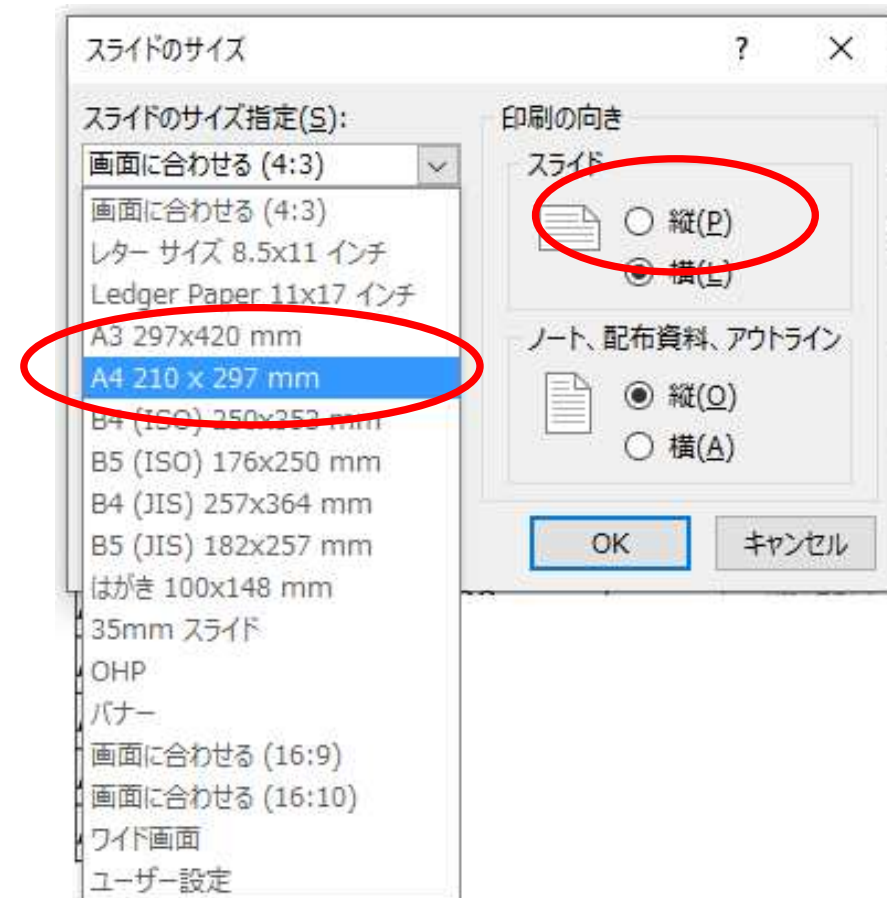 スライドのサイズ
? ×
スライドのサイズ指定(S):
画面に合わせる (4:3)
画面に合わせる (4:3)
レター サイズ 8.5x11 インチ
Ledger Paper 11x17 インチ
A3 297x420 mm
A4 210 x 297 mm
B4 (ISO) 250x353 mm
B5 (ISO) 176x250 mm
B4 (JIS) 257x364 mm
B5 (JIS) 182x257 mm
はがき 100x148 mm
35mm スライド
OHP
バナー
画面に合わせる (16:9)
画面に合わせる (16:10)
ワイド画面
ユーザー設定
印刷の向き
スライド
縦(P)
横(L)
ノート、配布資料、アウトライン
縦(O)
横(A)
OK
キャンセル